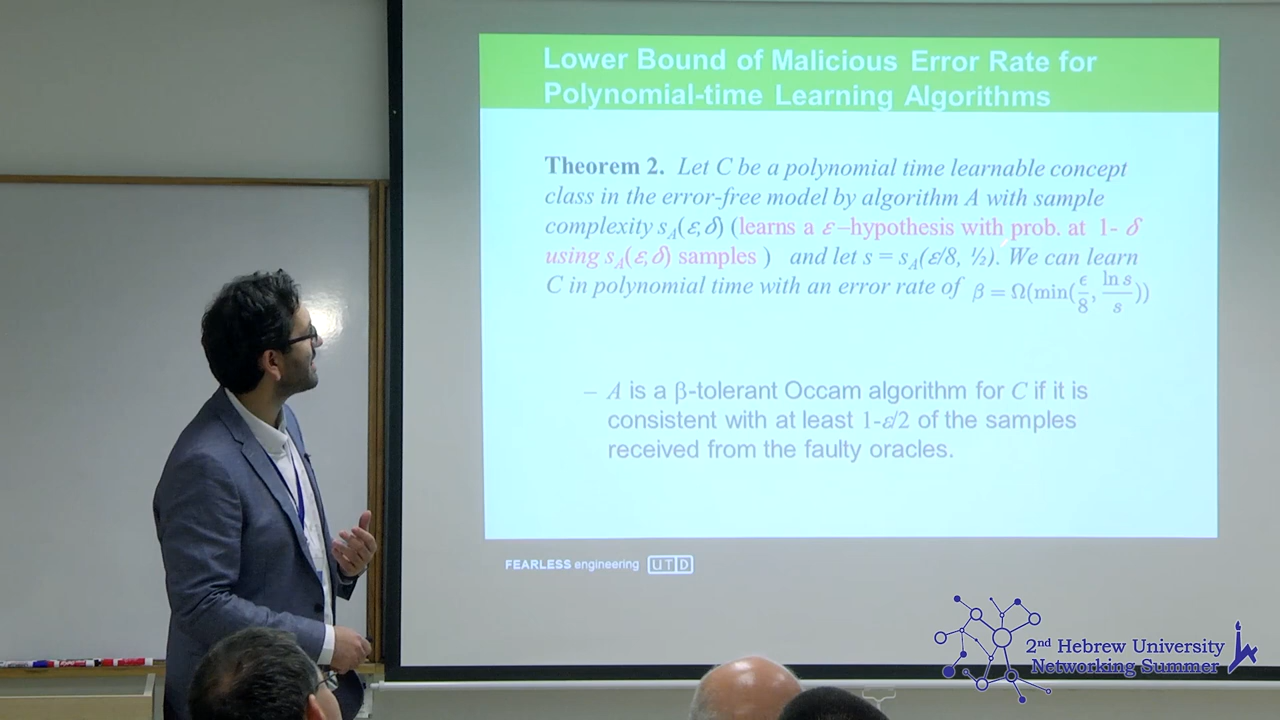 Lower Bound of Malicious Error Rate for
Polynomial-time Learning Algorithms
Theorem 2. Let C be a polynomial time learnable concept
class in the error-free model by algorithm A with sample
complexity s_A(ε,δ) (learns a ε–hypothesis with prob. at 1- δ
using s_A(ε,δ) samples ) and let s = s_A(ε/8, ½). We can learn
C in polynomial time with an error rate of β = Ω(min(ϵ/8, ln s/s))
– A is a β-tolerant Occam algorithm for C if it is
consistent with at least 1-ε/2 of the samples
received from the faulty oracles.
FEARLESS engineering UTD
2nd Hebrew University
Networking Summer